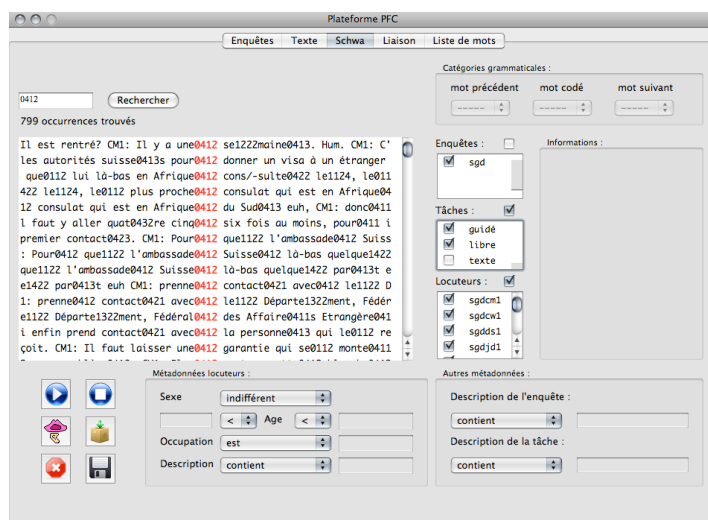 Plateforme PFC
Enquêtes Texte Schwa Liaison Liste de mots
Catégories grammaticales :
mot précédent mot codé mot suivant
----- ----- -----
0412 Rechercher
799 occurrences trouvés
Il est rentré? CM1: Il y a une0412 se1222maine0413. Hum. CM1: C'
les autorités suisse0413s pour0412 donner un visa à un étranger
que0112 lui là-bas en Afrique0412 cons/-sulte0422 le1124, le011
422 le1124, le0112 plus proche0412 consulat qui est en Afrique04
12 consulat qui est en Afrique0412 du Sud0413 euh, CM1: donc0411
l faut y aller quat0432re cinq0412 six fois au moins, pour0411 i
premier contact0423. CM1: Pour0412 que1122 l'ambassade0412 Suiss
: Pour0412 que1122 l'ambassade0412 Suisse0412 là-bas quelque1422
que1122 l'ambassade0412 Suisse0412 là-bas quelque1422 par0413t e
e1422 par0413t euh CM1: prenne0412 contact0421 avec0412 le1122 D
1: prenne0412 contact0421 avec0412 le1122 Départe1322ment, Fédér
e1122 Départe1322ment, Fédéral0412 des Affaire0411s Etrangère041
i enfin prend contact0421 avec0412 la personne0413 qui le0112 re
çoit. CM1: Il faut laisser une0412 garantie qui se0112 monte0411
Enquêtes :
sgd
Tâches :
guidé
libre
texte
Locuteurs :
sgdcm1
sgdcw1
sgdds1
sgdjd1
Informations :
Métadonnées locuteurs :
Sexe indifférent
< Age <
Occupation est
Description contient
Autres métadonnées :
Description de l'enquête :
contient
Description de la tâche :
contient